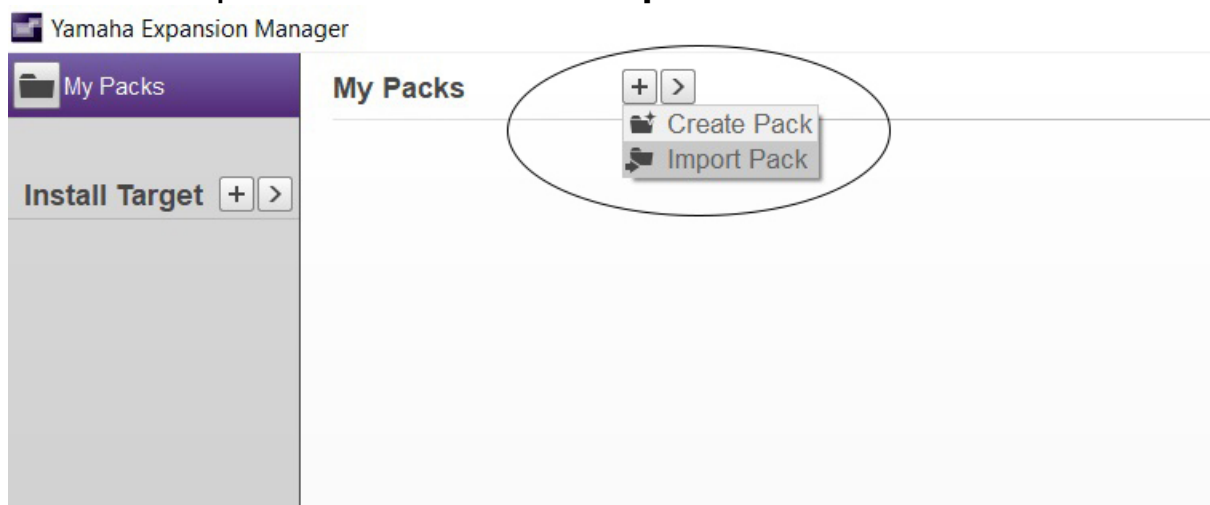 Yamaha Expansion Manager
My Packs
My Packs
Create Pack
Import Pack
Install Target